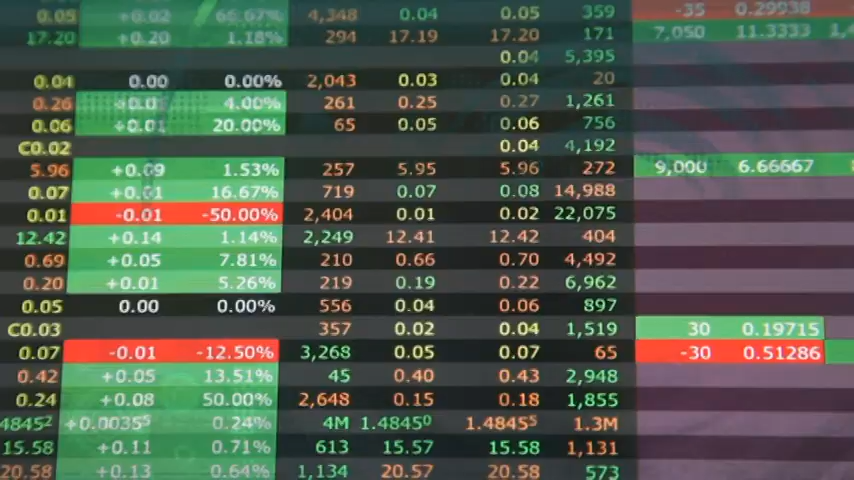 0.05 +0.02 66.67% 4,348 0.04 0.05 359 -35 0.29938
17.20 +0.20 1.18% 294 17.19 17.20 171 7,050 11.3333 1,4
0.04 5,395
0.04 0.00 0.00% 2,043 0.03 0.04 20
0.26 +0.01 4.00% 261 0.25 0.27 1,261
0.06 +0.01 20.00% 65 0.05 0.06 756
C0.02 0.04 4,192
5.96 +0.09 1.53% 257 5.95 5.96 272 9,000 6.66667
0.07 +0.01 16.67% 719 0.07 0.08 14,988
0.01 -0.01 -50.00% 2,404 0.01 0.02 22,075
12.42 +0.14 1.14% 2,249 12.41 12.42 404
0.69 +0.05 7.81% 210 0.66 0.70 4,492
0.20 +0.01 5.26% 219 0.19 0.22 6,962
0.05 0.00 0.00% 556 0.04 0.06 897
C0.03 357 0.02 0.04 1,519 30 0.19715
0.07 -0.01 -12.50% 3,268 0.05 0.07 65 -30 0.51286
0.42 +0.05 13.51% 45 0.40 0.43 2,948
0.24 +0.08 50.00% 2,648 0.15 0.18 1,855
4845² +0.0035⁵ 0.24% 4M 1.4845⁰ 1.4845⁵ 1.3M
15.58 +0.11 0.71% 613 15.57 15.58 1,131
20.58 +0.13 0.64% 1,134 20.57 20.58 573